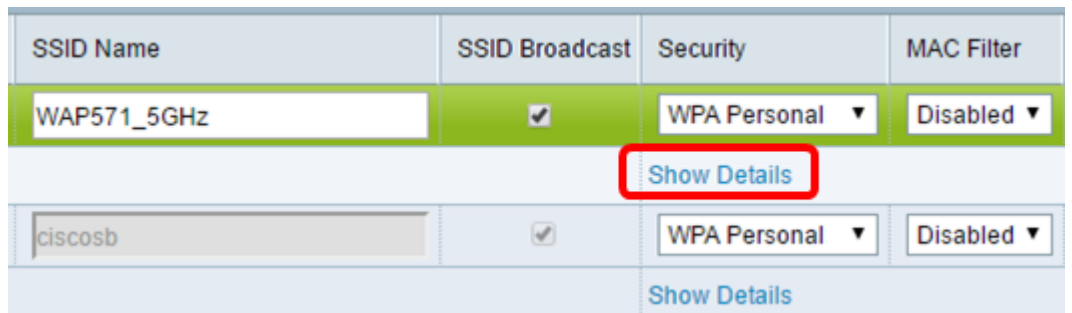 SSID Name SSID Broadcast Security MAC Filter
WAP571_5GHz WPA Personal Disabled
Show Details
ciscosb WPA Personal Disabled
Show Details